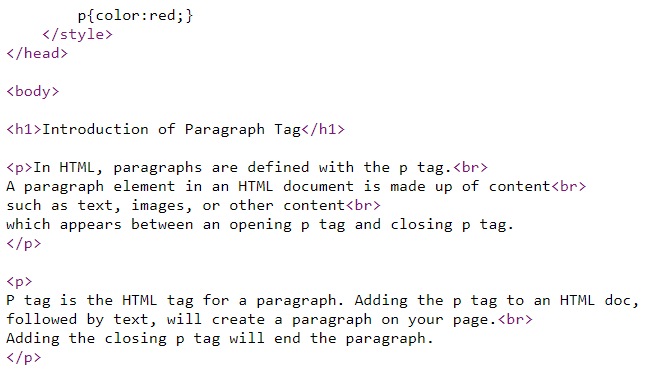 p{color:red;}
</style>
</head>
<body>
<h1>Introduction of Paragraph Tag</h1>
<p>In HTML, paragraphs are defined with the p tag.<br>
A paragraph element in an HTML document is made up of content<br>
such as text, images, or other content<br>
which appears between an opening p tag and closing p tag.
</p>
<p>
P tag is the HTML tag for a paragraph. Adding the p tag to an HTML doc,
followed by text, will create a paragraph on your page.<br>
Adding the closing p tag will end the paragraph.
</p>